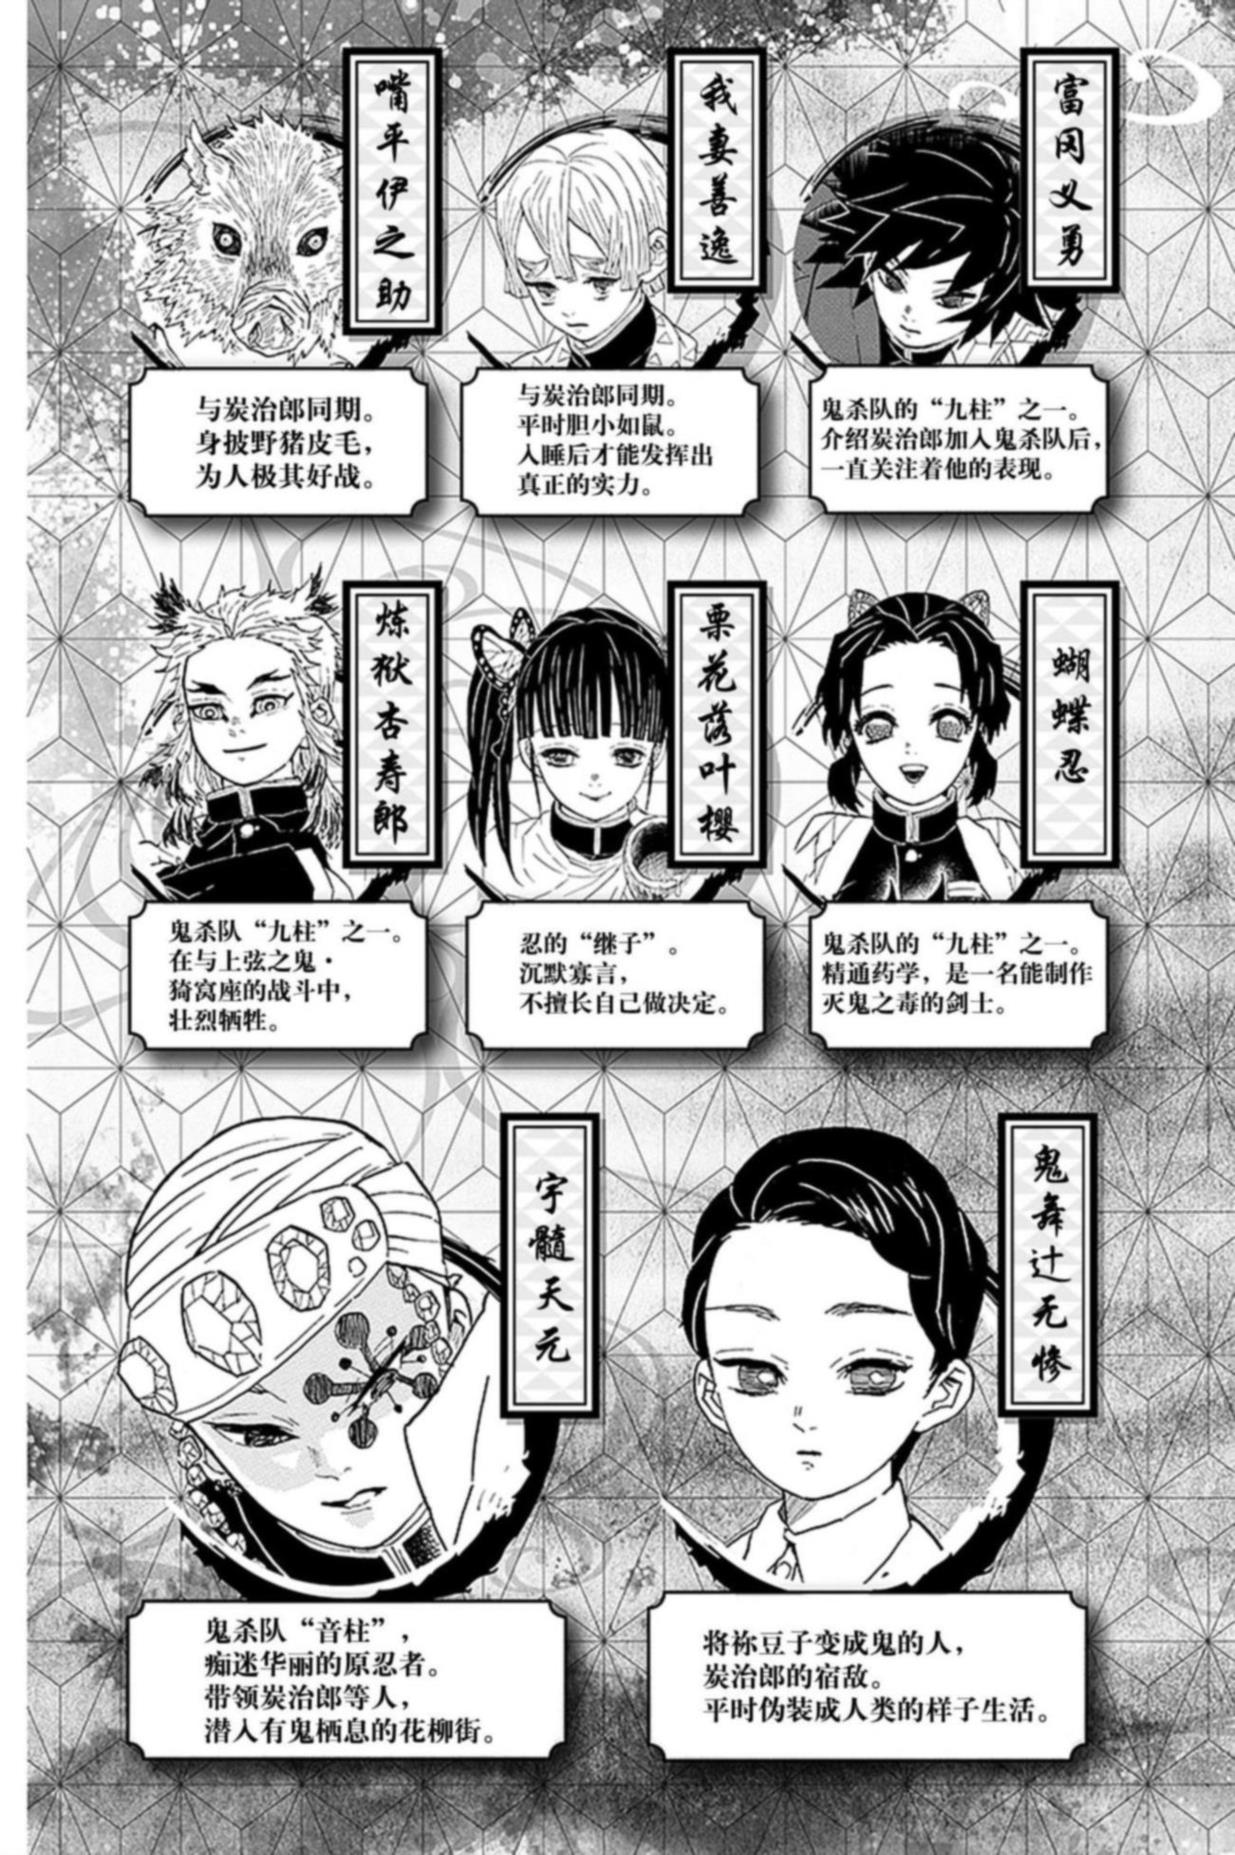 富冈义勇
鬼杀队的“九柱”之一。
介绍炭治郎加入鬼杀队后，
一直关注着他的表现。
我妻善逸
与炭治郎同期。
平时胆小如鼠。
入睡后才能发挥出
真正的实力。
嘴平伊之助
与炭治郎同期。
身披野猪皮毛，
为人极其好战。
蝴蝶忍
鬼杀队的“九柱”之一。
精通药学，是一名能制作
灭鬼之毒的剑士。
栗花落叶樱
忍的“继子”。
沉默寡言，
不擅长自己做决定。
炼狱杏寿郎
鬼杀队“九柱”之一。
在与上弦之鬼·
猗窝座的战斗中，
壮烈牺牲。
鬼舞辻无惨
将祢豆子变成鬼的人，
炭治郎的宿敌。
平时伪装成人类的样子生活。
宇髓天元
鬼杀队“音柱”，
痴迷华丽的原忍者。
带领炭治郎等人，
潜入有鬼栖息的花柳街。